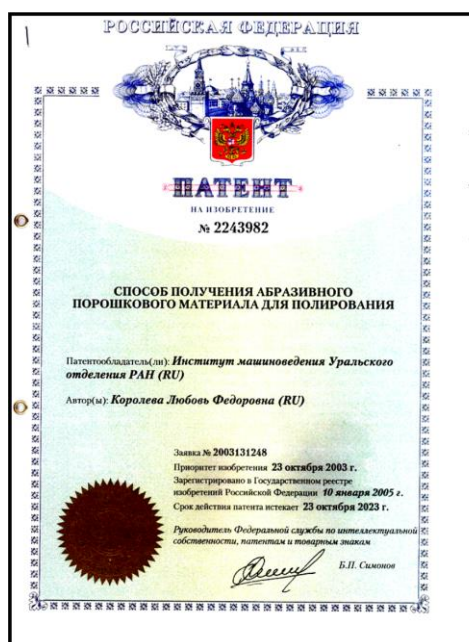 РОССИЙСКАЯ ФЕДЕРАЦИЯ
ПАТЕНТ
НА ИЗОБРЕТЕНИЕ
№ 2243982
СПОСОБ ПОЛУЧЕНИЯ АБРАЗИВНОГО
ПОРОШКОВОГО МАТЕРИАЛА ДЛЯ ПОЛИРОВАНИЯ
Патентообладатель(ли): Институт машиноведения Уральского
отделения РАН (RU)
Автор(ы): Королева Любовь Федоровна (RU)
Заявка № 2003131248
Приоритет изобретения 23 октября 2003 г.
Зарегистрировано в Государственном реестре
изобретений Российской Федерации 10 января 2005 г.
Срок действия патента истекает 23 октября 2023 г.
Руководитель Федеральной службы по интеллектуальной
собственности, патентам и товарным знакам
Б.П. Симонов